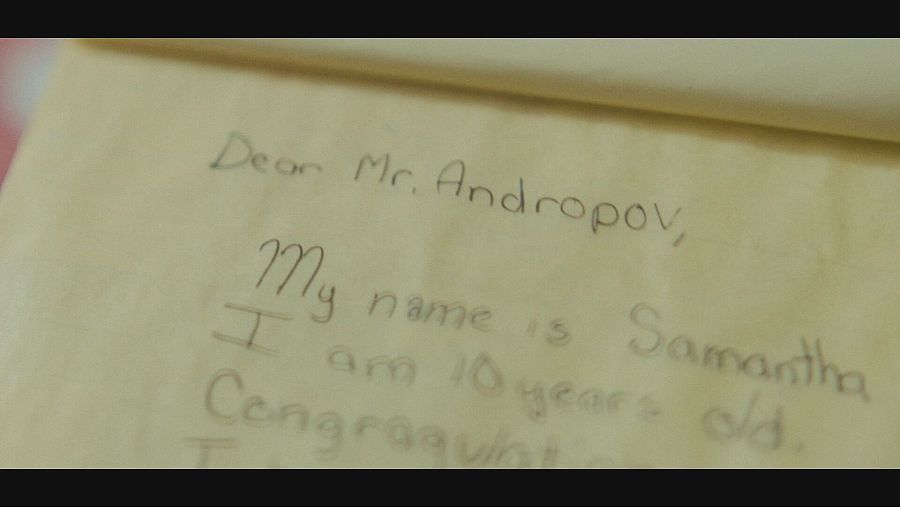 Dear Mr. Andropov,
My name is Samantha
I am 10 years old.